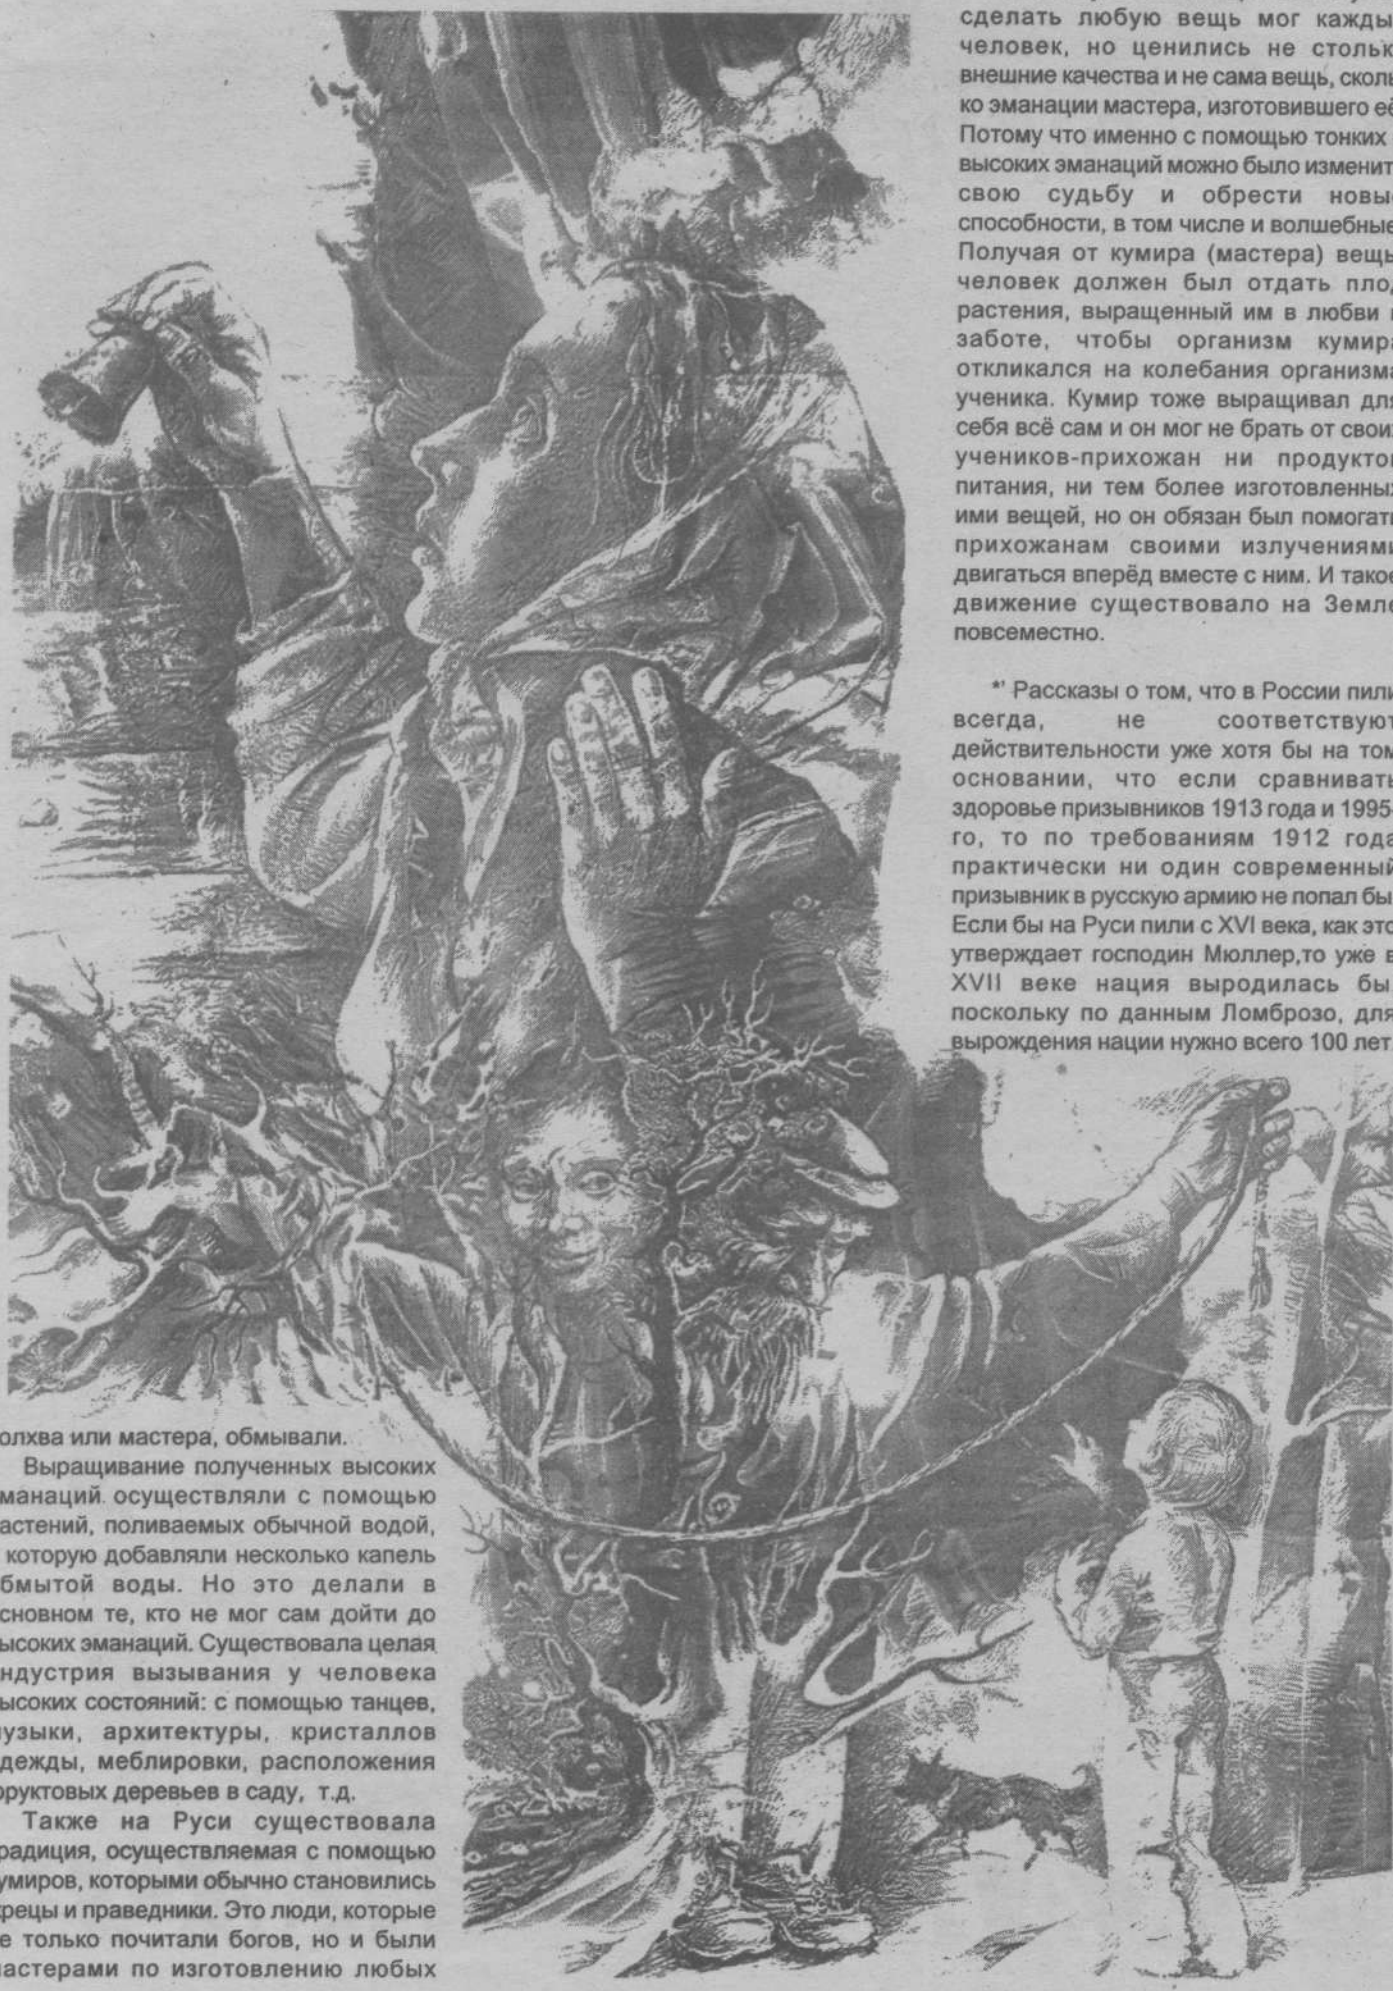 олхва или мастера, обмывали.
Выращивание полученных высоких
манаций осуществляли с помощью
астений, поливаемых обычной водой,
которую добавляли несколько капель
бмытой воды. Но это делали в
сновном те, кто не мог сам дойти до
ысоких эманаций. Существовала целая
ндустрия вызывания у человека
ысоких состояний: с помощью танцев,
узыки, архитектуры, кристаллов
дежды, меблировки, расположения
руктовых деревьев в саду, т.д.
Также на Руси существовала
радиция, осуществляемая с помощью
умиров, которыми обычно становились
рецы и праведники. Это люди, которые
е только почитали богов, но и были
астерами по изготовлению любых
сделать любую вещь мог кажды
человек, но ценились не столь
внешние качества и не сама вещь, сколь
ко эманации мастера, изготовившего её
Потому что именно с помощью тонких
высоких эманаций можно было изменит
свою судьбу и обрести новые
способности, в том числе и волшебные
Получая от кумира (мастера) вещь
человек должен был отдать плод
растения, выращенный им в любви
заботе, чтобы организм кумира
откликался на колебания организма
ученика. Кумир тоже выращивал для
себя всё сам и он мог не брать от своих
учеников-прихожан ни продуктов
питания, ни тем более изготовленных
ими вещей, но он обязан был помогать
прихожанам своими излучениями
двигаться вперёд вместе с ним. И такое
движение существовало на Земле
повсеместно.
*' Рассказы о том, что в России пили
всегда, не соответствуют
действительности уже хотя бы на том
основании, что если сравнивать
здоровье призывников 1913 года и 1995-
го, то по требованиям 1912 года
практически ни один современный
призывник в русскую армию не попал бы.
Если бы на Руси пили с XVI века, как это
утверждает господин Мюллер,то уже в
XVII веке нация выродилась бы,
поскольку по данным Ломброзо, для
вырождения нации нужно всего 100 лет